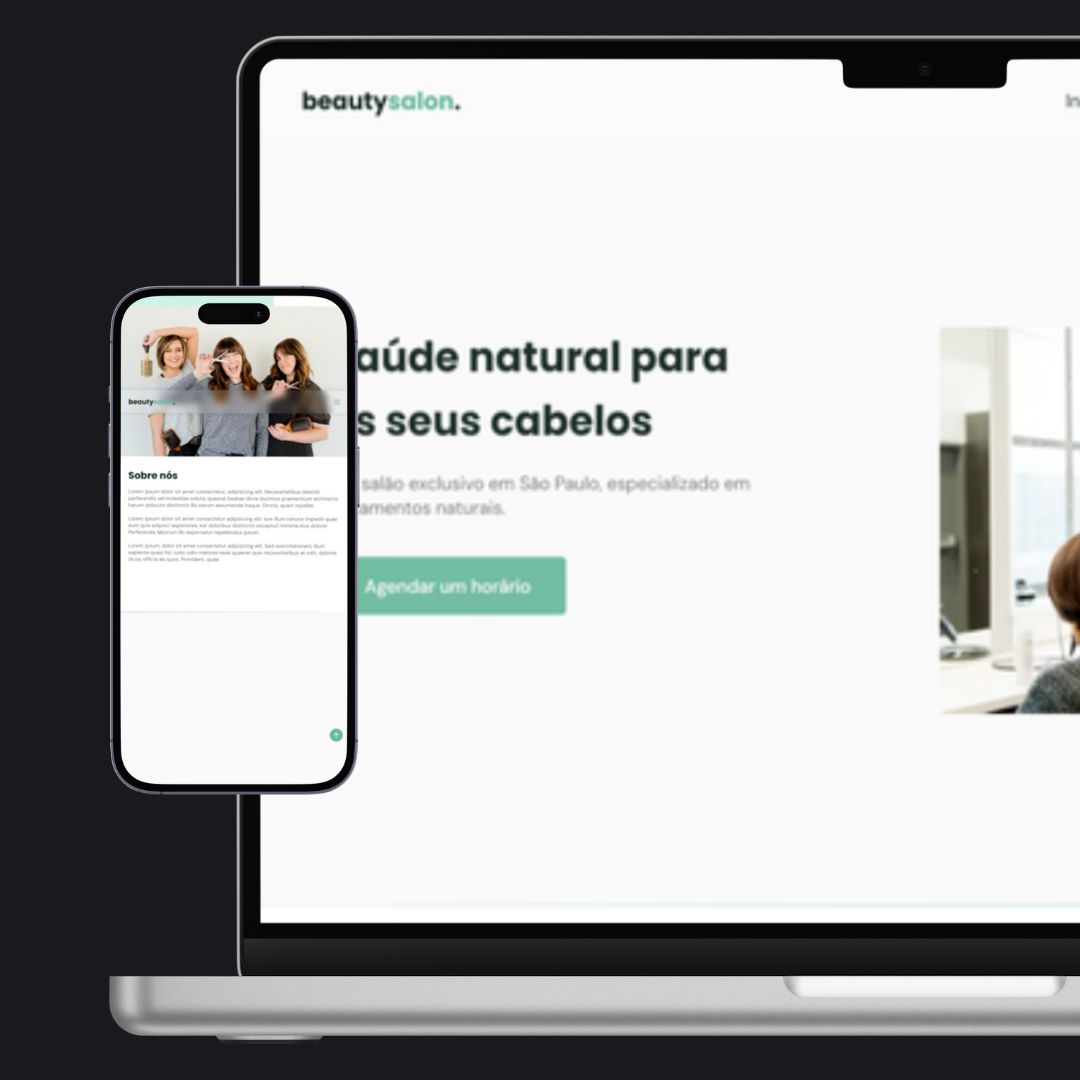 beautysalon.
In
aúde natural para
s seus cabelos
salão exclusivo em São Paulo, especializado em
amentos naturais.
Agendar um horário
beautysalon.
Sobre nós
Lorem ipsum dolor sit amet consectetur, adipisicing elit. Necessitatibus deleniti
perferendis vel molestiae soluta, quaerat beatae dicta ducimus praesentium architecto
harum dolorum distinctio illo earum assumenda itaque. Omnis, quam repellat.
Lorem ipsum dolor sit amet consectetur adipisicing elit. Iure illum ratione impedit quae
eum quis adipisci asperiores, est doloribus distinctio excepturi minima eius dolore!
Perferendis laborum illo aspernatur repellendus ipsum.
Lorem ipsum, dolor sit amet consectetur adipisicing elit. Sed exercitationem, illum
sapiente quasi hic iusto odio maiores esse quaerat quis necessitatibus et odit, dolores
dicta, officia ab quos. Provident, quae.